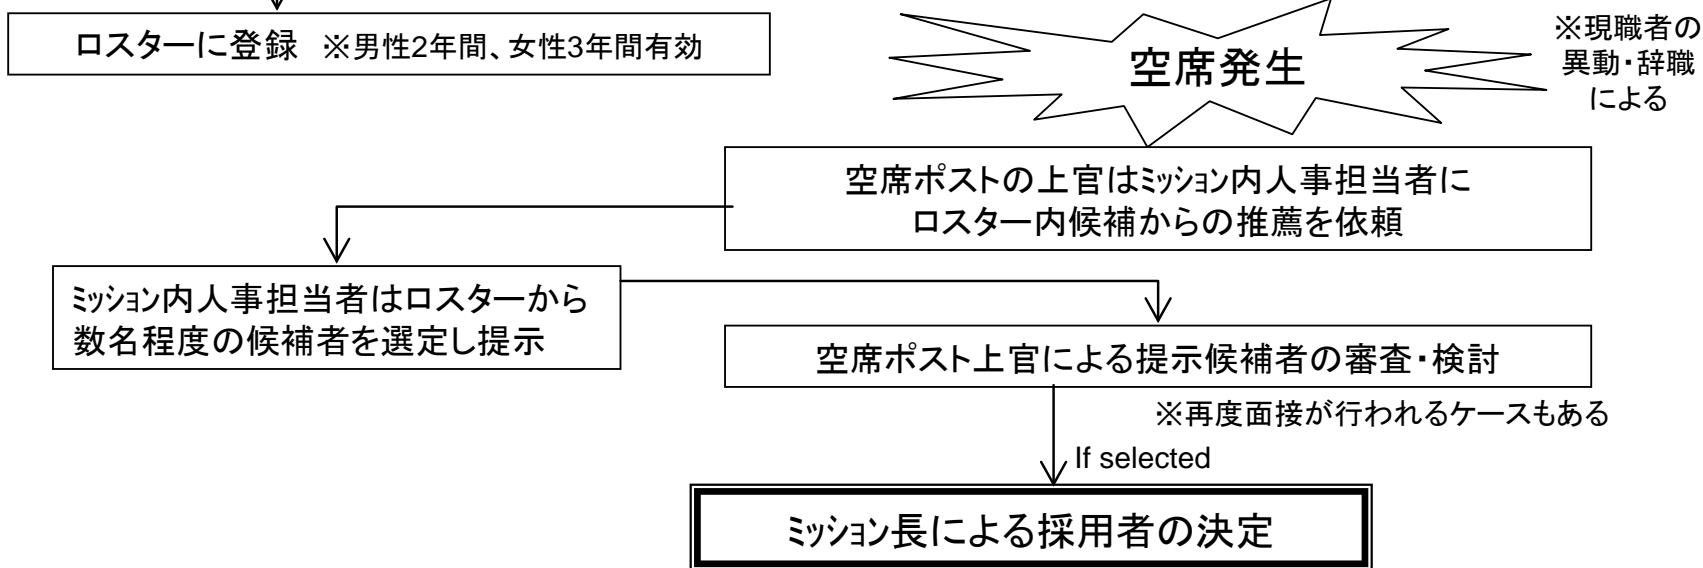 ロスターに登録 ※男性2年間、女性3年間有効
空席発生
※現職者の
異動・辞職
による
空席ポストの上官はミッション内人事担当者に
ロスター内候補からの推薦を依頼
ミッション内人事担当者はロスターから
数名程度の候補者を選定し提示
空席ポスト上官による提示候補者の審査・検討
※再度面接が行われるケースもある
If selected
ミッション長による採用者の決定